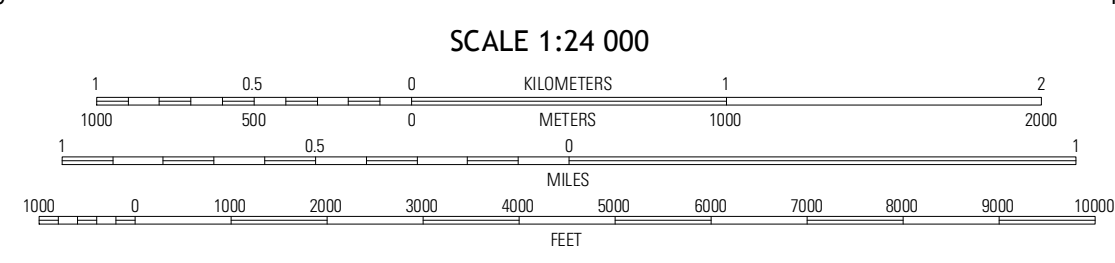 SCALE 1:24 000
1 0.5 0 KILOMETERS 1 2
1000 500 0 METERS 1000 2000
1 0.5 0 1
MILES
1000 0 1000 2000 3000 4000 5000 6000 7000 8000 9000 10000
FEET